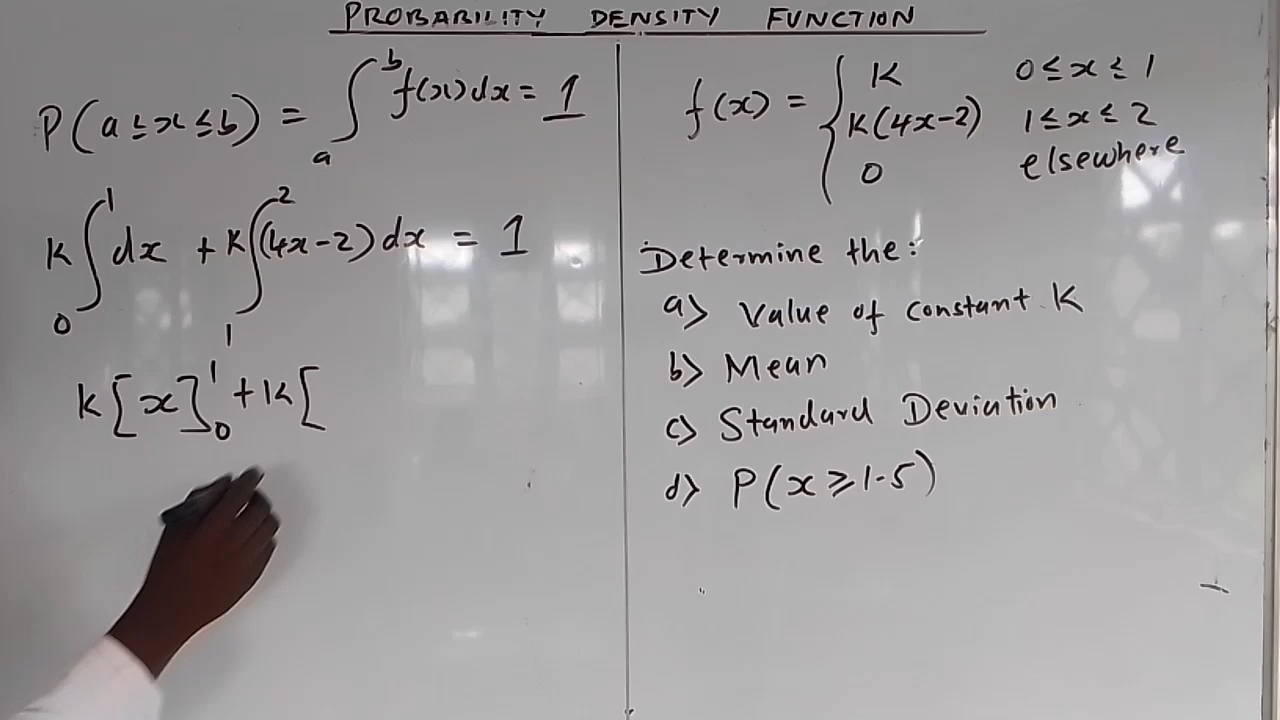 PROBABILITY DENSITY FUNCTION
P(a≤x≤b) = ∫ₐᵇ f(x)dx = 1
k∫₀¹ dx + k∫₁² (4x-2)dx = 1
k[x]₀¹ + k[
f(x) = { K 0≤x≤1
K(4x-2) 1≤x≤2
0 elsewhere
Determine the:
a) Value of constant K
b) Mean
c) Standard Deviation
d) P(x≥1.5)